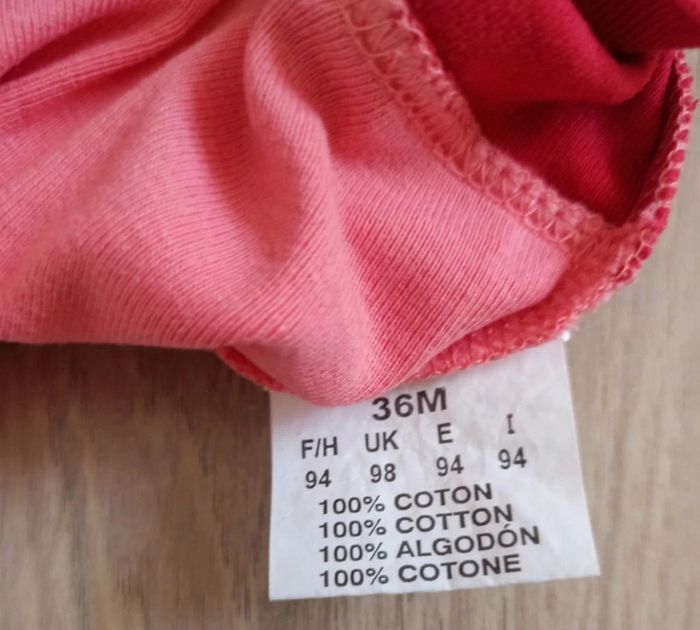 36M
F/H UK E I
94 98 94 94
100% COTON
100% COTTON
100% ALGODÓN
100% COTONE